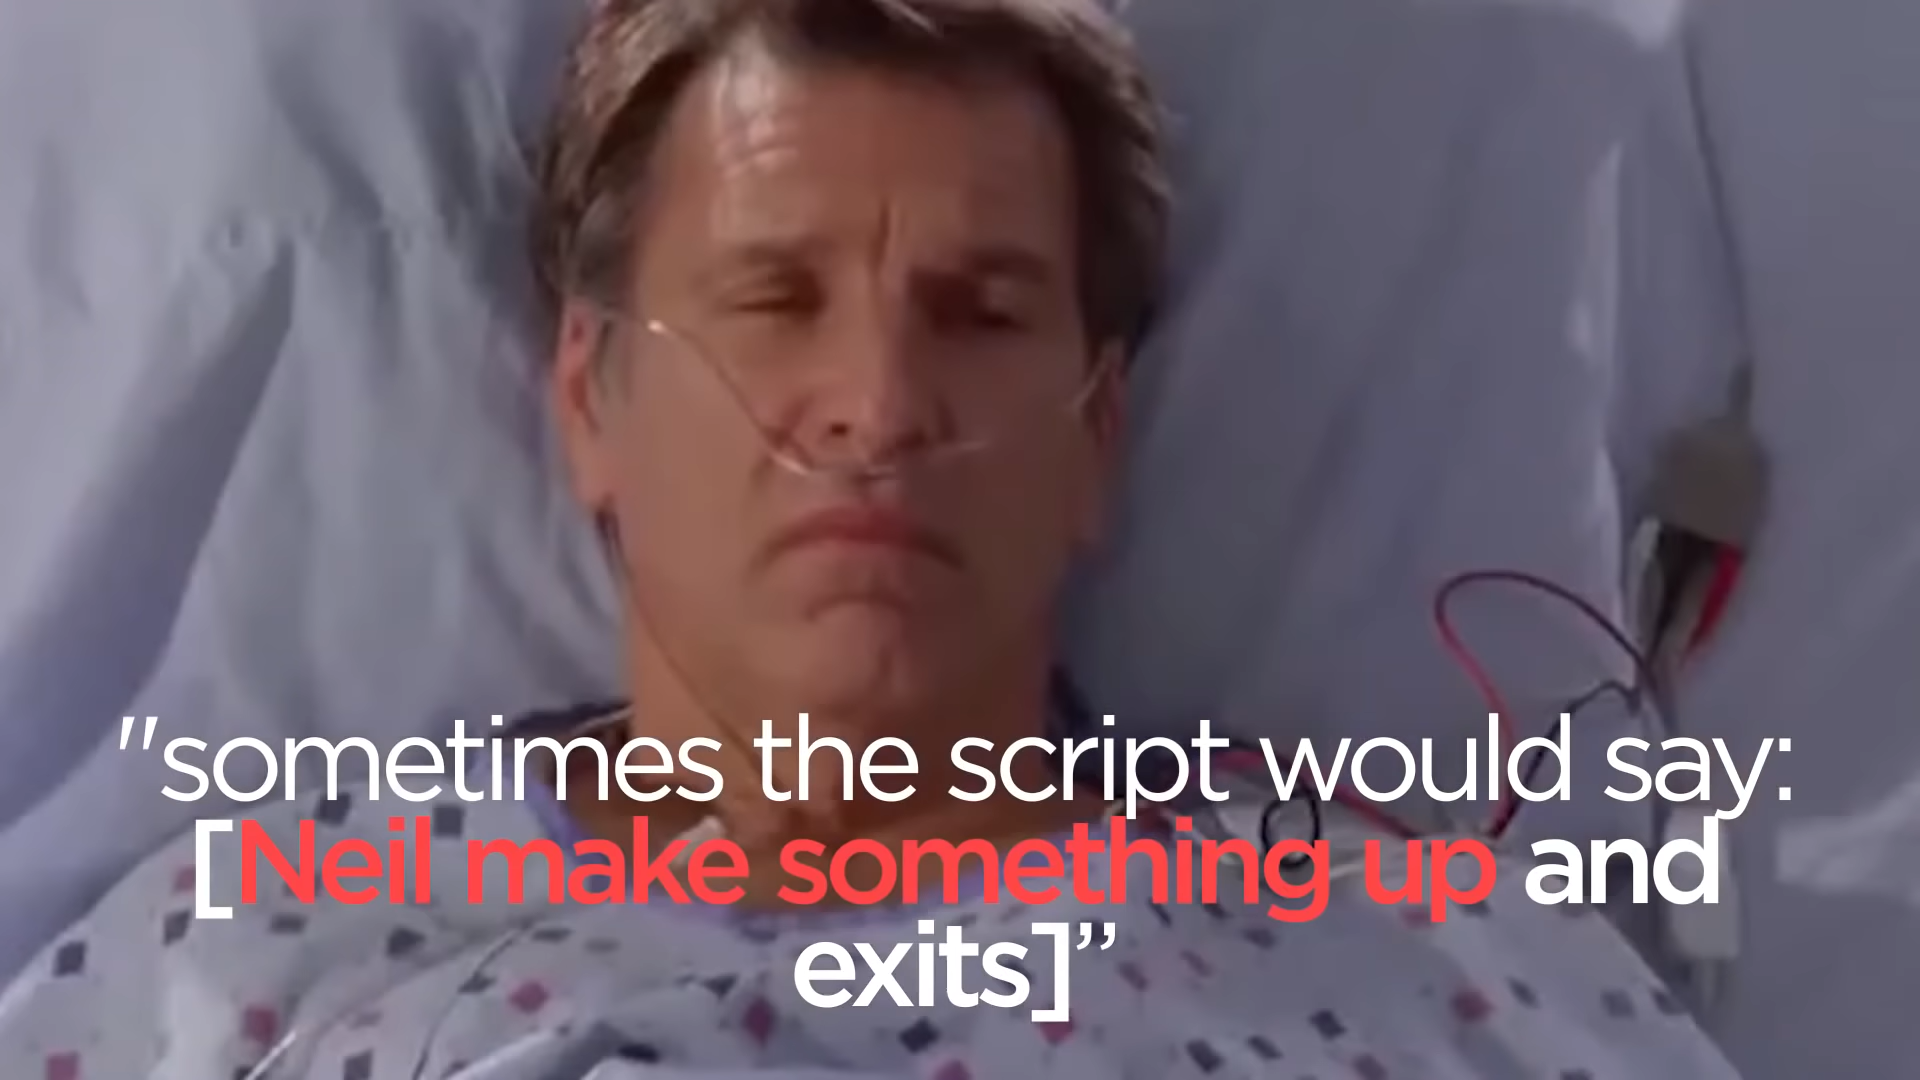 "sometimes the script would say:
[Neil make something up and
exits]”